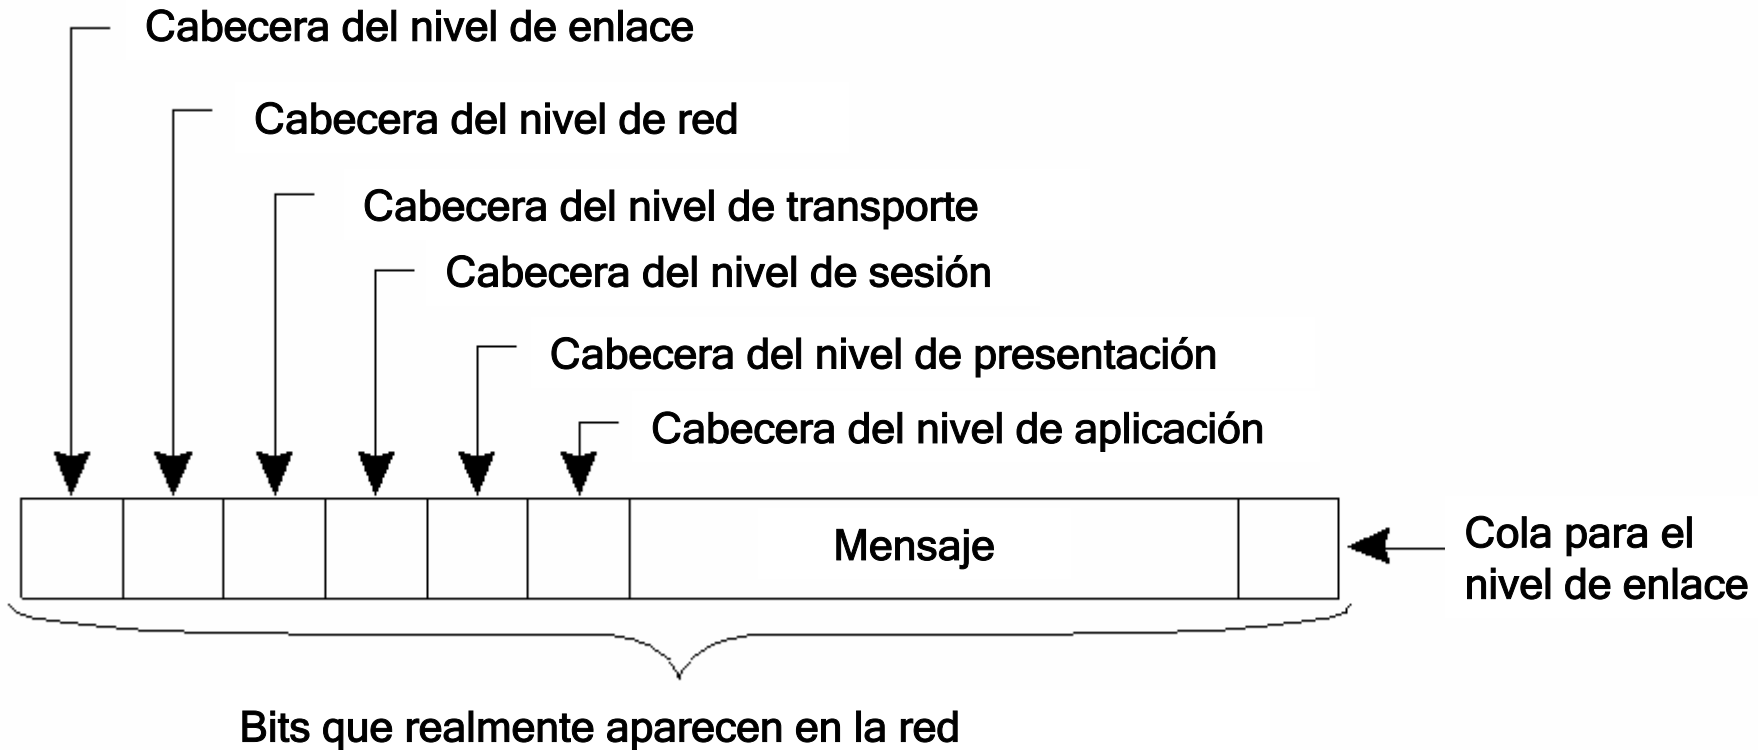 Cabecera del nivel de enlace
Cabecera del nivel de red
Cabecera del nivel de transporte
Cabecera del nivel de sesión
Cabecera del nivel de presentación
Cabecera del nivel de aplicación
Mensaje
Cola para el
nivel de enlace
Bits que realmente aparecen en la red